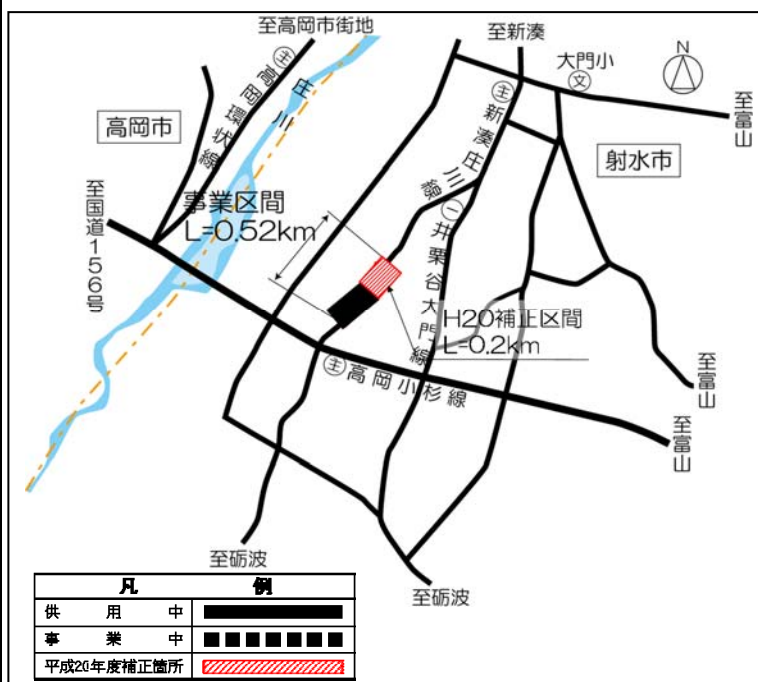 至高岡市街地
至新湊
大門小
文
N
主
高岡環状線
庄川
主
新湊庄川線
至富山
高岡市
射水市
至国道156号
事業区間
L=0.52km
一
井栗谷大門線
H20補正区間
L=0.2km
主 高岡小杉線
至富山
至富山
至砺波
至砺波
凡例
供用中
事業中
平成20年度補正箇所